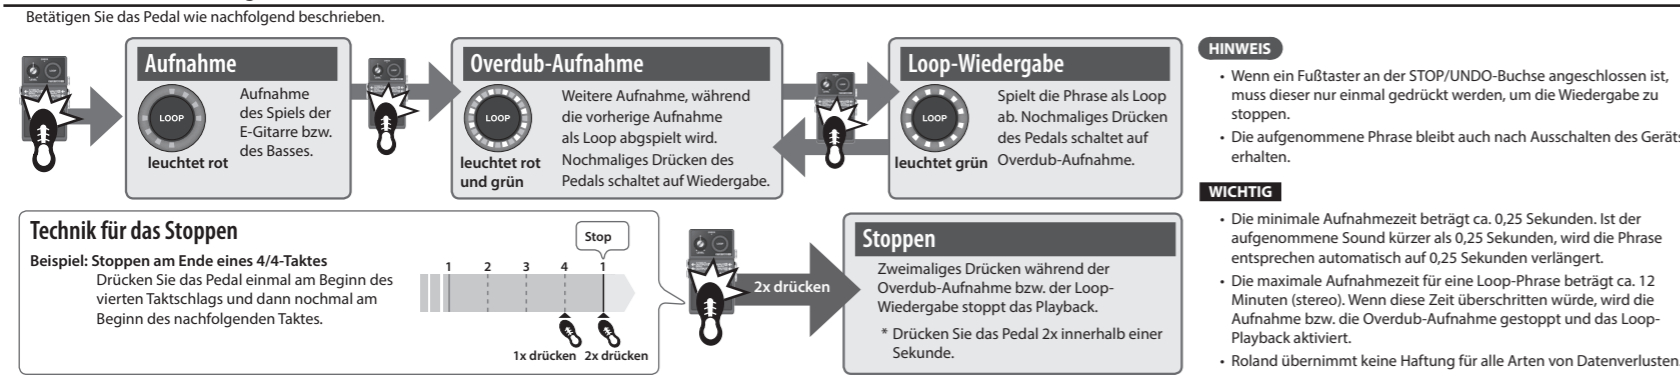 Betätigen Sie das Pedal wie nachfolgend beschrieben.
Aufnahme
LOOP
leuchtet rot
Aufnahme
des Spiels der
E-Gitarre bzw.
des Basses.
Overdub-Aufnahme
LOOP
leuchtet rot
und grün
Weitere Aufnahme, während
die vorherige Aufnahme
als Loop abgspielt wird.
Nochmaliges Drücken des
Pedals schaltet auf Wiedergabe.
Loop-Wiedergabe
LOOP
leuchtet grün
Spielt die Phrase als Loop
ab. Nochmaliges Drücken
des Pedals schaltet auf
Overdub-Aufnahme.
Technik für das Stoppen
Beispiel: Stoppen am Ende eines 4/4-Taktes
Drücken Sie das Pedal einmal am Beginn des
vierten Taktschlags und dann nochmal am
Beginn des nachfolgenden Taktes.
Stop
1 2 3 4 1
1x drücken 2x drücken
2x drücken
Stoppen
Zweimaliges Drücken während der
Overdub-Aufnahme bzw. der Loop-
Wiedergabe stoppt das Playback.
* Drücken Sie das Pedal 2x innerhalb einer
Sekunde.
HINWEIS
• Wenn ein Fußtaster an der STOP/UNDO-Buchse angeschlossen ist,
muss dieser nur einmal gedrückt werden, um die Wiedergabe zu
stoppen.
• Die aufgenommene Phrase bleibt auch nach Ausschalten des Geräts
erhalten.
WICHTIG
• Die minimale Aufnahmezeit beträgt ca. 0,25 Sekunden. Ist der
aufgenommene Sound kürzer als 0,25 Sekunden, wird die Phrase
entsprechen automatisch auf 0,25 Sekunden verlängert.
• Die maximale Aufnahmezeit für eine Loop-Phrase beträgt ca. 12
Minuten (stereo). Wenn diese Zeit überschritten würde, wird die
Aufnahme bzw. die Overdub-Aufnahme gestoppt und das Loop-
Playback aktiviert.
• Roland übernimmt keine Haftung für alle Arten von Datenverlusten.